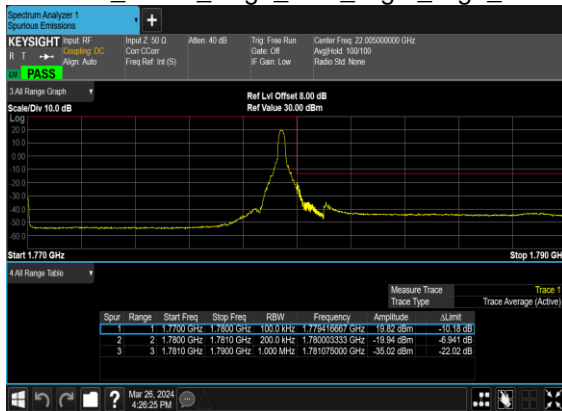 Spectrum Analyzer 1
Spurious Emissions
KEYSIGHT Input: RF Input Z: 50 Ω Atten: 40 dB Trig: Free Run Center Freq: 22.005000000 GHz
R T Coupling: DC Corr CCorr Gate: Off Avg|Hold: 100/100
Align: Auto Freq Ref: Int (S) IF Gain: Low Radio Std: None
PASS
3 All Range Graph Ref Lvl Offset 8.00 dB
Scale/Div 10.0 dB Ref Value 30.00 dBm
Log
20.0
10.0
0.00
-10.0
-20.0
-30.0
-40.0
-50.0
-60.0
Start 1.770 GHz Stop 1.790 GH
4 All Range Table
Measure Trace Trace 1
Trace Type Trace Average (Active)
Spur Range Start Freq Stop Freq RBW Frequency Amplitude ΔLimit
1 1 1.7700 GHz 1.7800 GHz 100.0 kHz 1.779416667 GHz 19.82 dBm -10.18 dB
2 2 1.7800 GHz 1.7810 GHz 200.0 kHz 1.780003333 GHz -19.94 dBm -6.941 dB
3 3 1.7810 GHz 1.7900 GHz 1.000 MHz 1.781075000 GHz -35.02 dBm -22.02 dB
Mar 26, 2024
4:26:25 PM